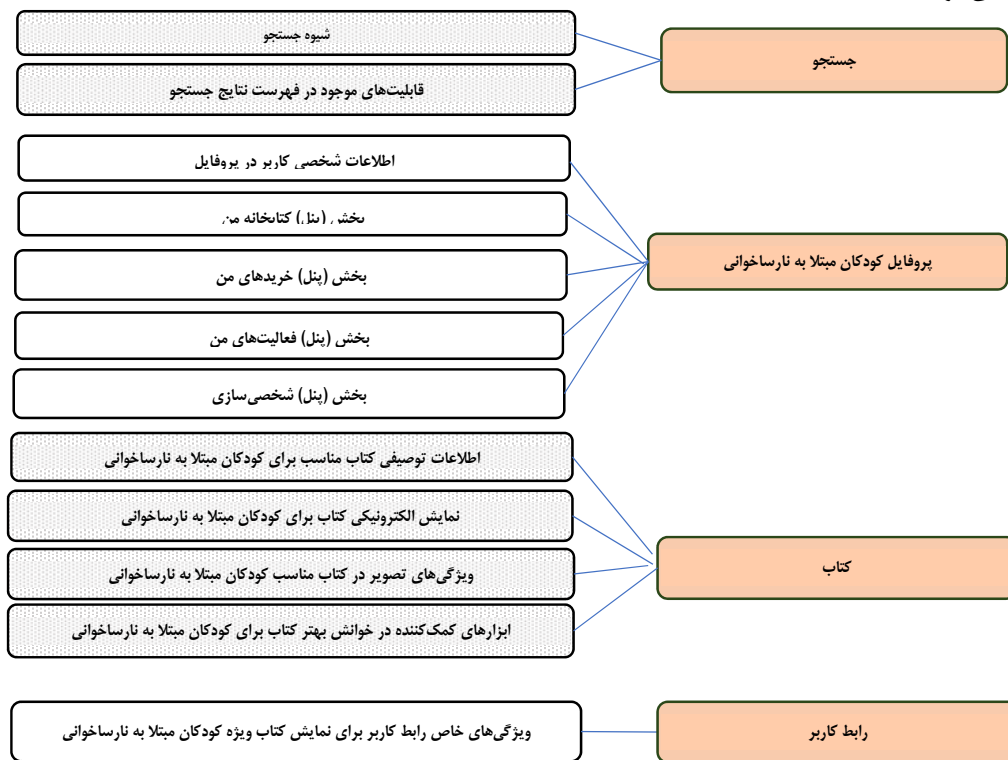 جستجو
شیوه جستجو
قابلیت‌های موجود در فهرست نتایج جستجو
پروفایل کودکان مبتلا به نارساخوانی
اطلاعات شخصی کاربر در پروفایل
بخش (پنل) کتابخانه من
بخش (پنل) خریدهای من
بخش (پنل) فعالیت‌های من
بخش (پنل) شخصی‌سازی
کتاب
اطلاعات توصیفی کتاب مناسب برای کودکان مبتلا به نارساخوانی
نمایش الکترونیکی کتاب برای کودکان مبتلا به نارساخوانی
ویژگی‌های تصویر در کتاب مناسب کودکان مبتلا به نارساخوانی
ابزارهای کمک‌کننده در خوانش بهتر کتاب برای کودکان مبتلا به نارساخوانی
رابط کاربر
ویژگی‌های خاص رابط کاربر برای نمایش کتاب ویژه کودکان مبتلا به نارساخوانی